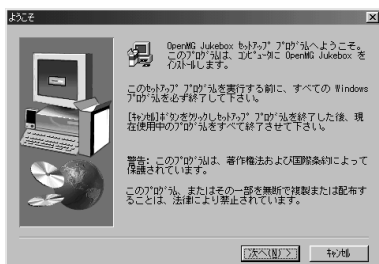 ようこそ
OpenMG Jukebox ｾｯﾄｱｯﾌﾟ ﾌﾟﾛｸﾞﾗﾑへようこそ。
このﾌﾟﾛｸﾞﾗﾑは、ｺﾝﾋﾟｭｰﾀに OpenMG Jukebox を
ｲﾝｽﾄｰﾙします。
このｾｯﾄｱｯﾌﾟ ﾌﾟﾛｸﾞﾗﾑを実行する前に、すべての Windows
ﾌﾟﾛｸﾞﾗﾑを必ず終了して下さい。
[ｷｬﾝｾﾙ]ﾎﾞﾀﾝをｸﾘｯｸしｾｯﾄｱｯﾌﾟ ﾌﾟﾛｸﾞﾗﾑを終了した後、現
在使用中のﾌﾟﾛｸﾞﾗﾑをすべて終了させて下さい。
警告: このﾌﾟﾛｸﾞﾗﾑは、著作権法および国際条約によって
保護されています。
このﾌﾟﾛｸﾞﾗﾑ、またはその一部を無断で複製または配布す
ることは、法律により禁止されています。
次へ(N) >
ｷｬﾝｾﾙ